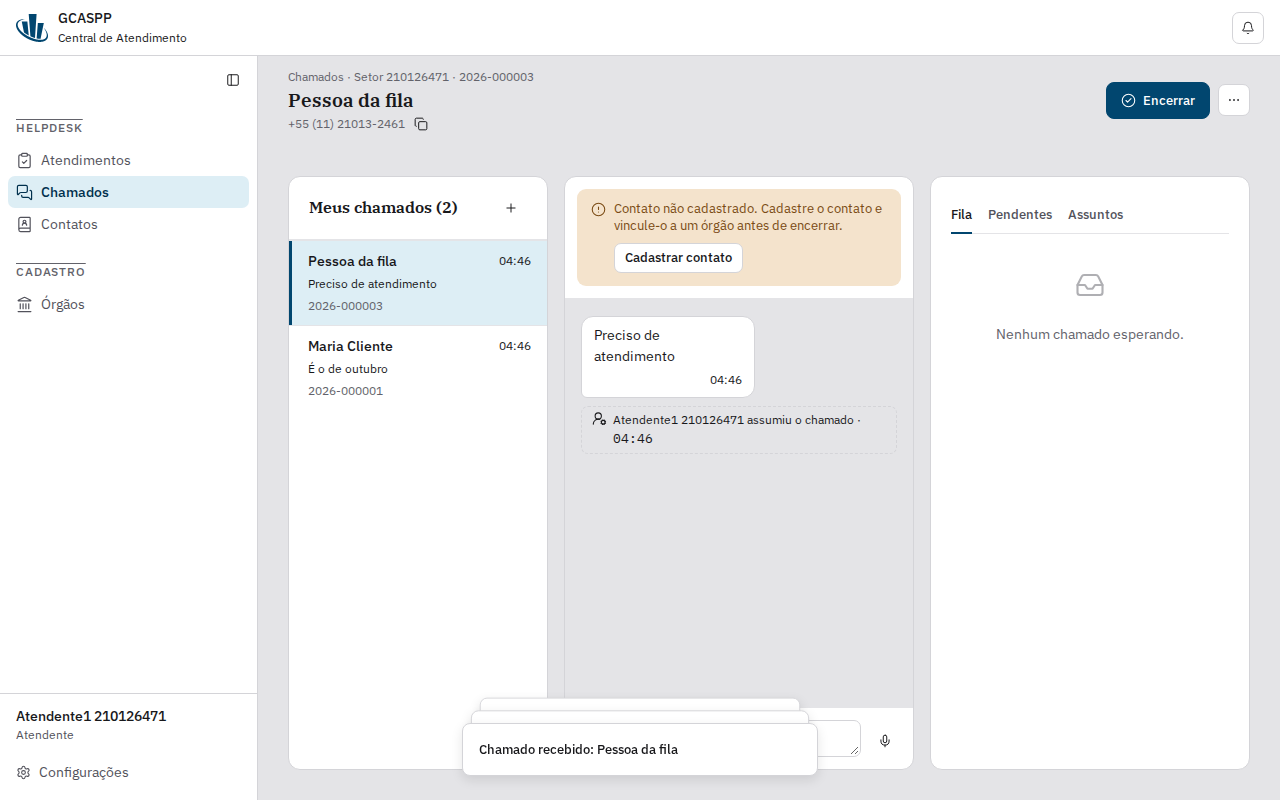 GCASPP
Central de Atendimento
HELPDESK
Atendimentos
Chamados
Contatos
CADASTRO
Órgãos
Atendente1 210126471
Atendente
Configurações
Chamados · Setor 210126471 · 2026-000003
Pessoa da fila
+55 (11) 21013-2461
Encerrar
Meus chamados (2)
Pessoa da fila 04:46
Preciso de atendimento
2026-000003
Maria Cliente 04:46
É o de outubro
2026-000001
Contato não cadastrado. Cadastre o contato e
vincule-o a um órgão antes de encerrar.
Cadastrar contato
Preciso de
atendimento
04:46
Atendente1 210126471 assumiu o chamado ·
04:46
Chamado recebido: Pessoa da fila
Fila Pendentes Assuntos
Nenhum chamado esperando.